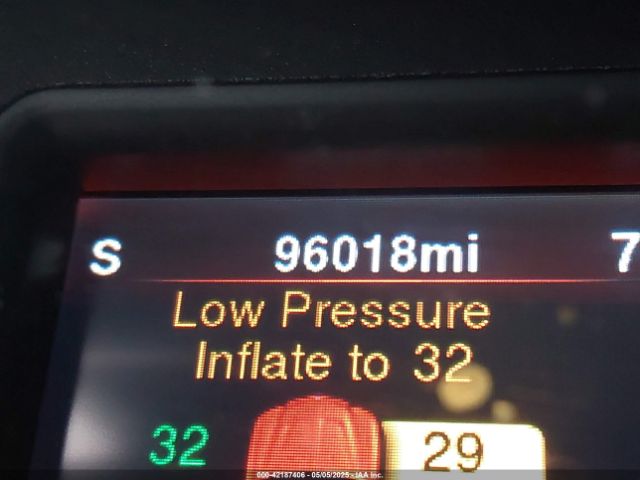 S 96018mi 7
Low Pressure
Inflate to 32
32 29
000-42187406 - 05/05/2025 - IAA Inc.